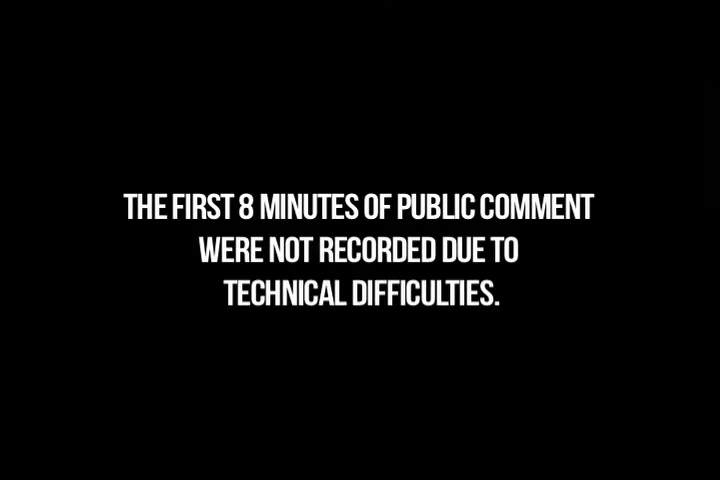 THE FIRST 8 MINUTES OF PUBLIC COMMENT
WERE NOT RECORDED DUE TO
TECHNICAL DIFFICULTIES.